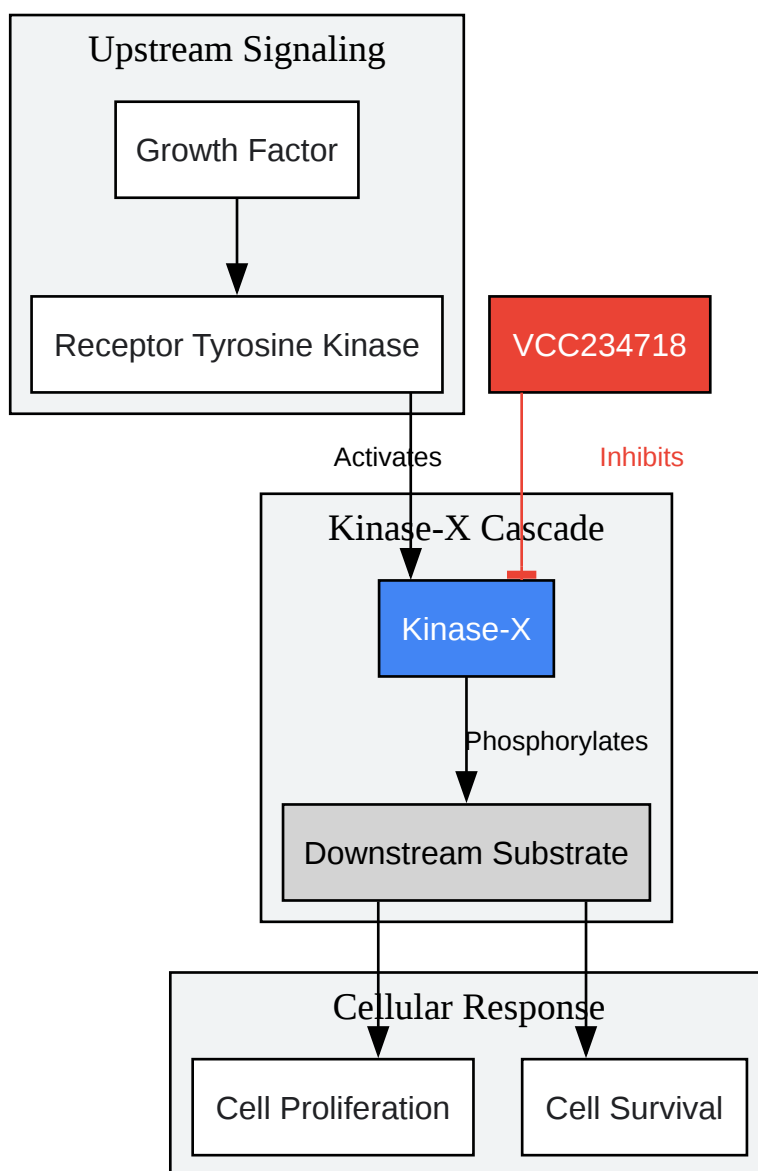 Upstream Signaling
Growth Factor
Receptor Tyrosine Kinase
VCC234718
Activates
Inhibits
Kinase-X Cascade
Kinase-X
Phosphorylates
Downstream Substrate
Cellular Response
Cell Proliferation
Cell Survival